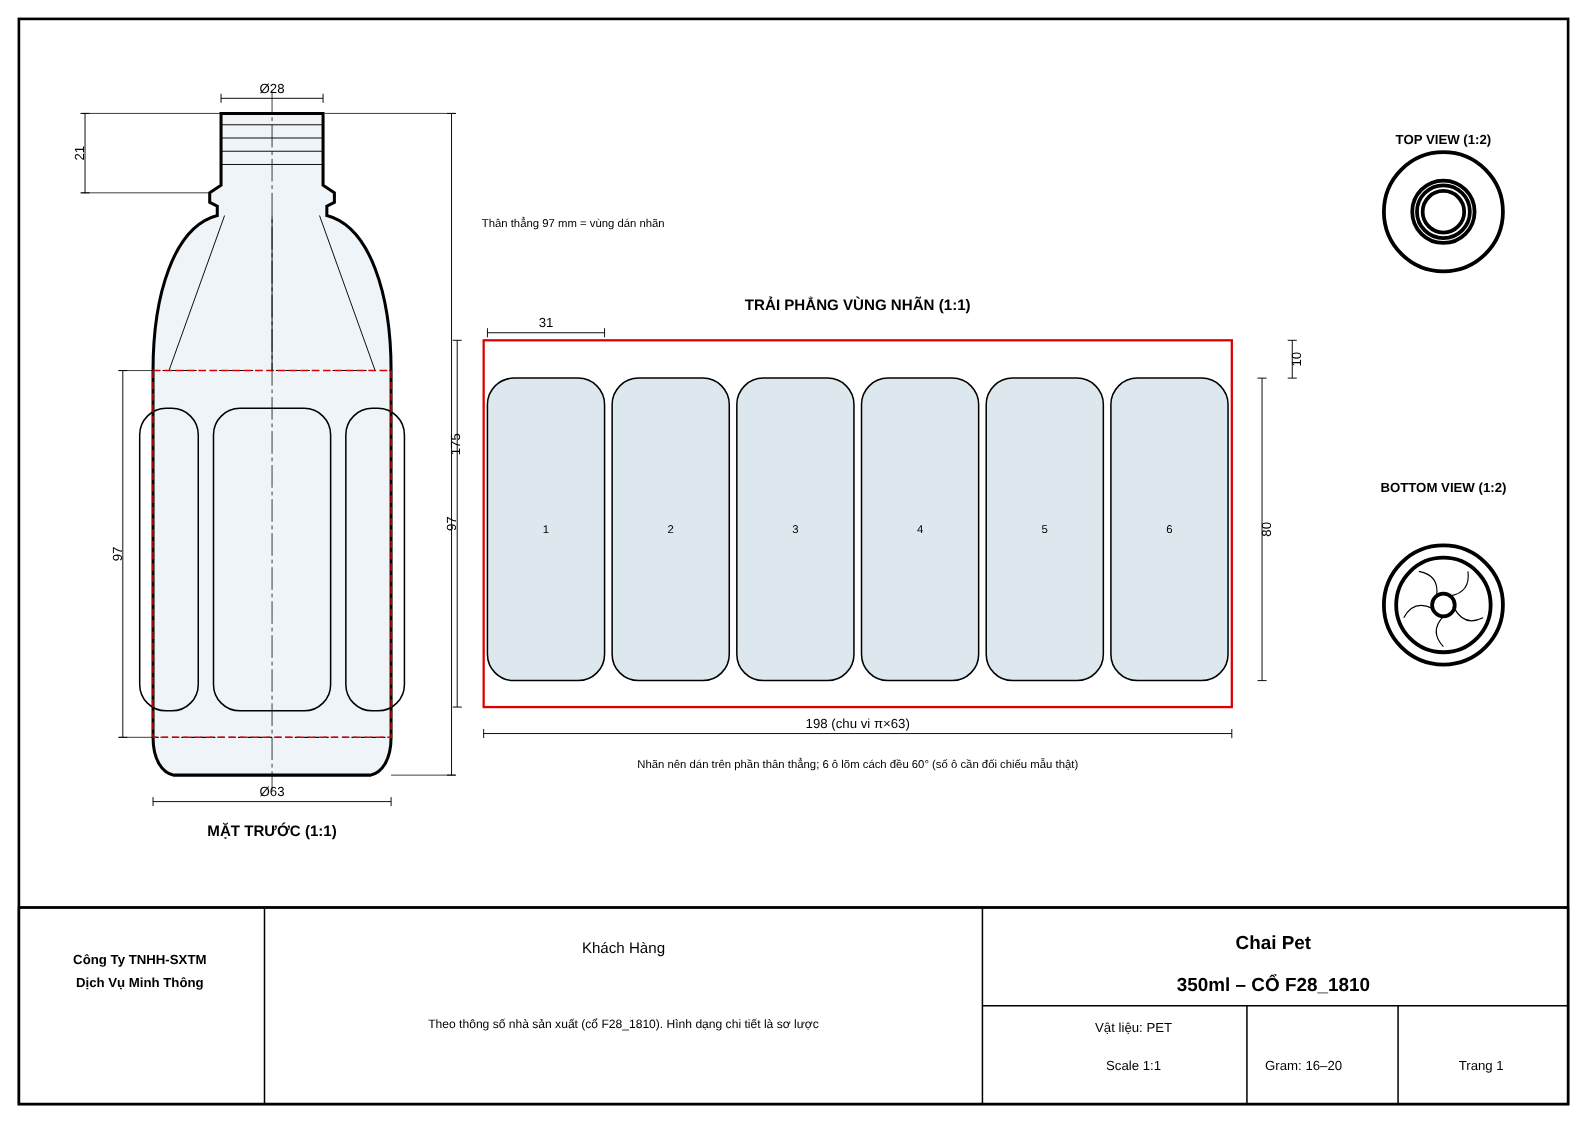 Ø28
21
TOP VIEW (1:2)
Thân thẳng 97 mm = vùng dán nhãn
TRẢI PHẲNG VÙNG NHÃN (1:1)
31
10
175
97
97
1
2
3
4
5
6
80
BOTTOM VIEW (1:2)
198 (chu vi π×63)
Nhãn nên dán trên phần thân thẳng; 6 ô lõm cách đều 60° (số ô cần đối chiếu mẫu thật)
Ø63
MẶT TRƯỚC (1:1)
Công Ty TNHH-SXTM
Dịch Vụ Minh Thông
Khách Hàng
Theo thông số nhà sản xuất (cổ F28_1810). Hình dạng chi tiết là sơ lược
Chai Pet
350ml – CỔ F28_1810
Vật liệu: PET
Scale 1:1
Gram: 16–20
Trang 1